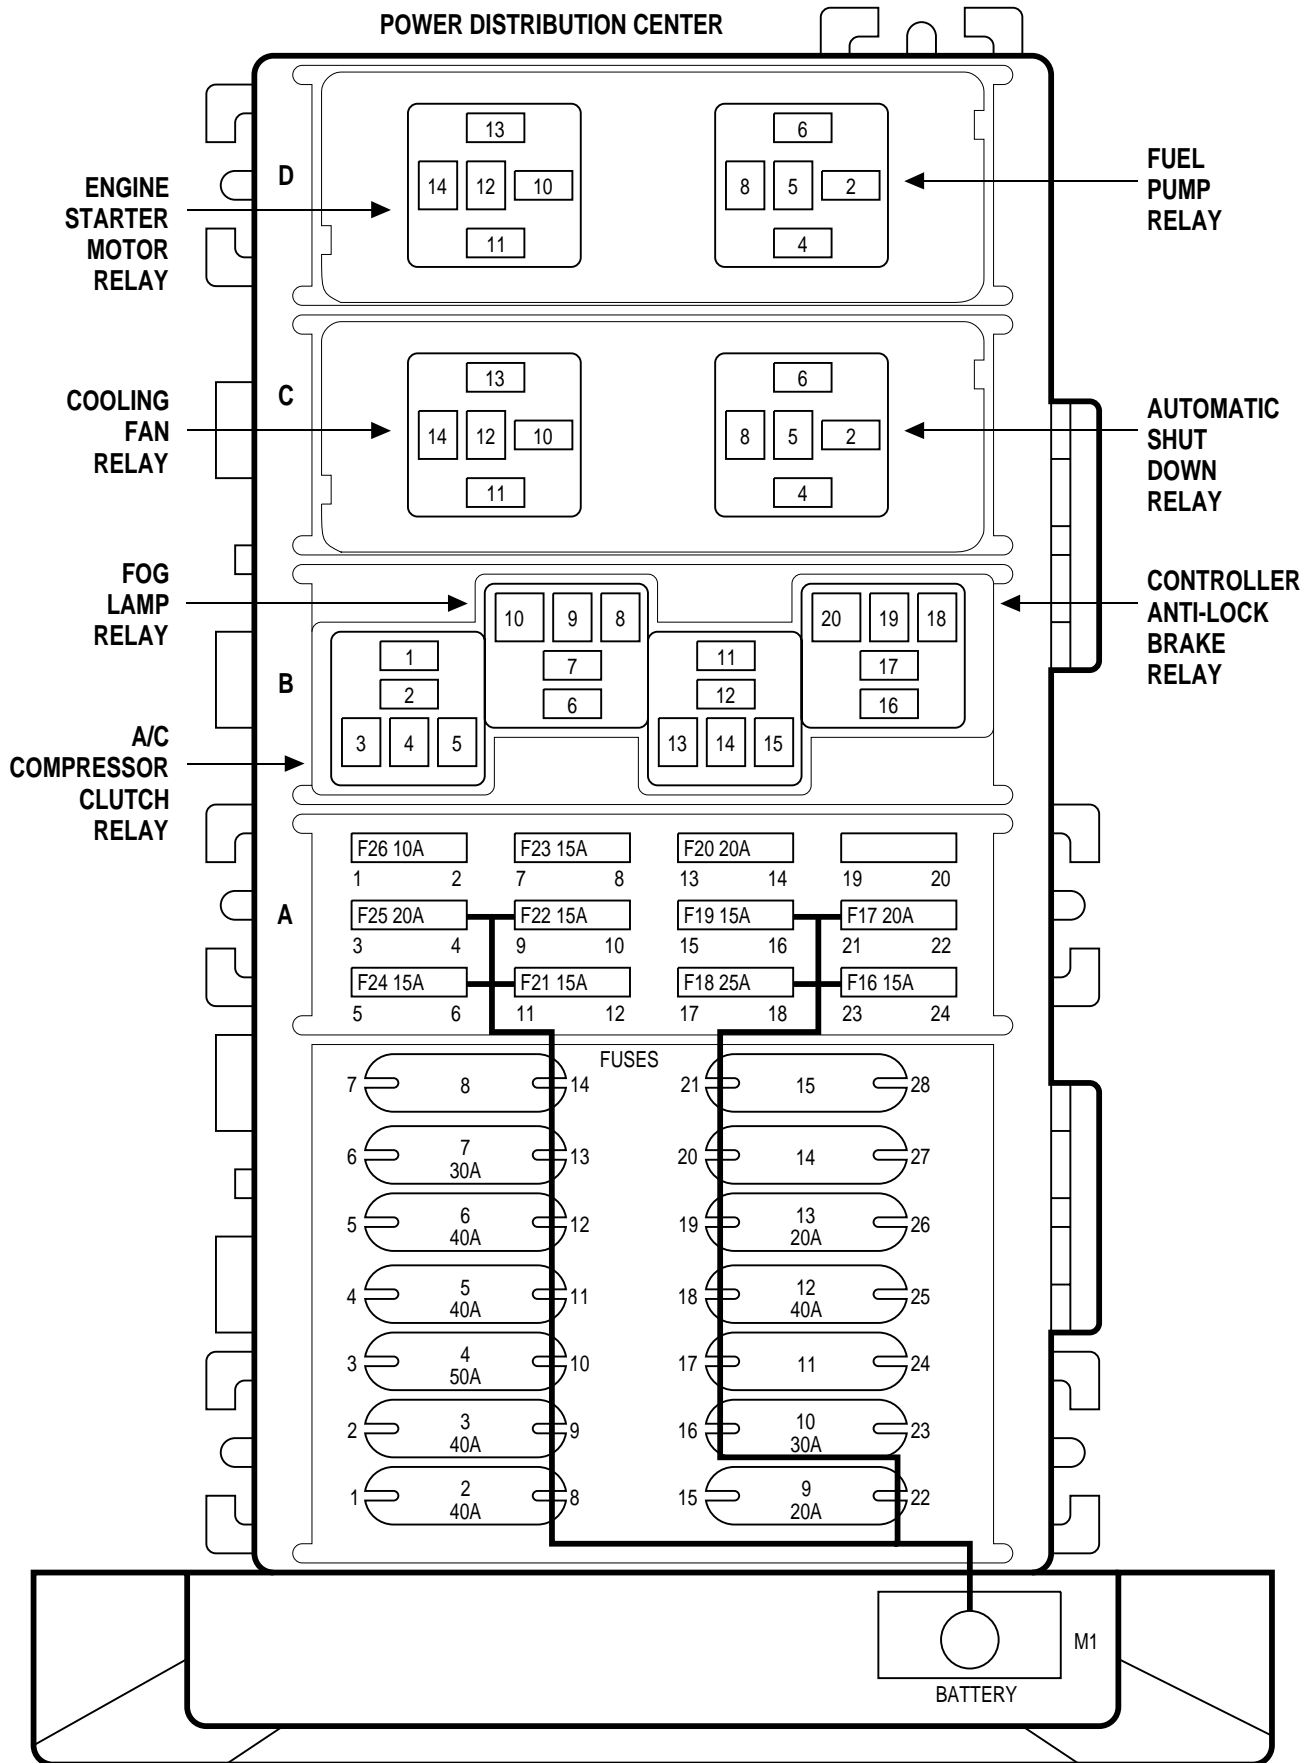 POWER DISTRIBUTION CENTER
D
ENGINE
STARTER
MOTOR
RELAY
13
14 12 10
11
6
8 5 2
4
FUEL
PUMP
RELAY
C
COOLING
FAN
RELAY
13
14 12 10
11
6
8 5 2
4
AUTOMATIC
SHUT
DOWN
RELAY
B
FOG
LAMP
RELAY
10 9 8
7
6
20 19 18
17
16
CONTROLLER
ANTI-LOCK
BRAKE
RELAY
A/C
COMPRESSOR
CLUTCH
RELAY
1
2
3 4 5
11
12
13 14 15
A
F26 10A F23 15A F20 20A
1 2 7 8 13 14 19 20
F25 20A F22 15A F19 15A F17 20A
3 4 9 10 15 16 21 22
F24 15A F21 15A F18 25A F16 15A
5 6 11 12 17 18 23 24
FUSES
7 8 14 21 15 28
6 7 13 20 14 27
30A
5 6 12 19 13 26
40A 20A
4 5 11 18 12 25
40A 40A
3 4 10 17 11 24
50A
2 3 9 16 10 23
40A 30A
1 2 8 15 9 22
40A 20A
M1
BATTERY